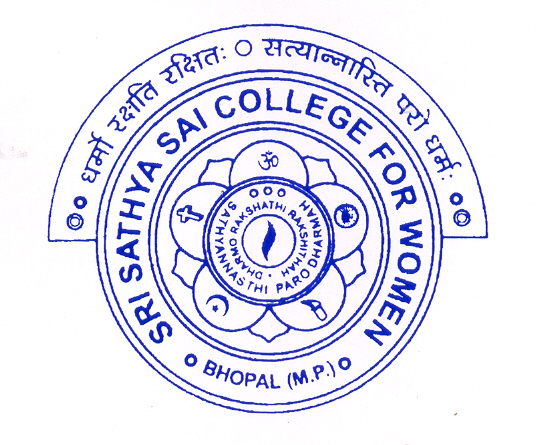 धर्मो रक्षति रक्षितः ○ सत्यान्नास्ति परो धर्मः
SRI SATHYA SAI COLLEGE FOR WOMEN
BHOPAL (M.P.)
ॐ
SATHYANNASTHI PARO DHARMAH
DHARMO RAKSHATHI RAKSHITHAH